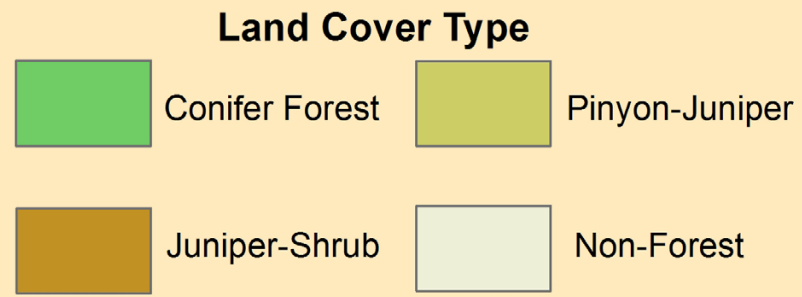 Land Cover Type
Conifer Forest
Pinyon-Juniper
Juniper-Shrub
Non-Forest